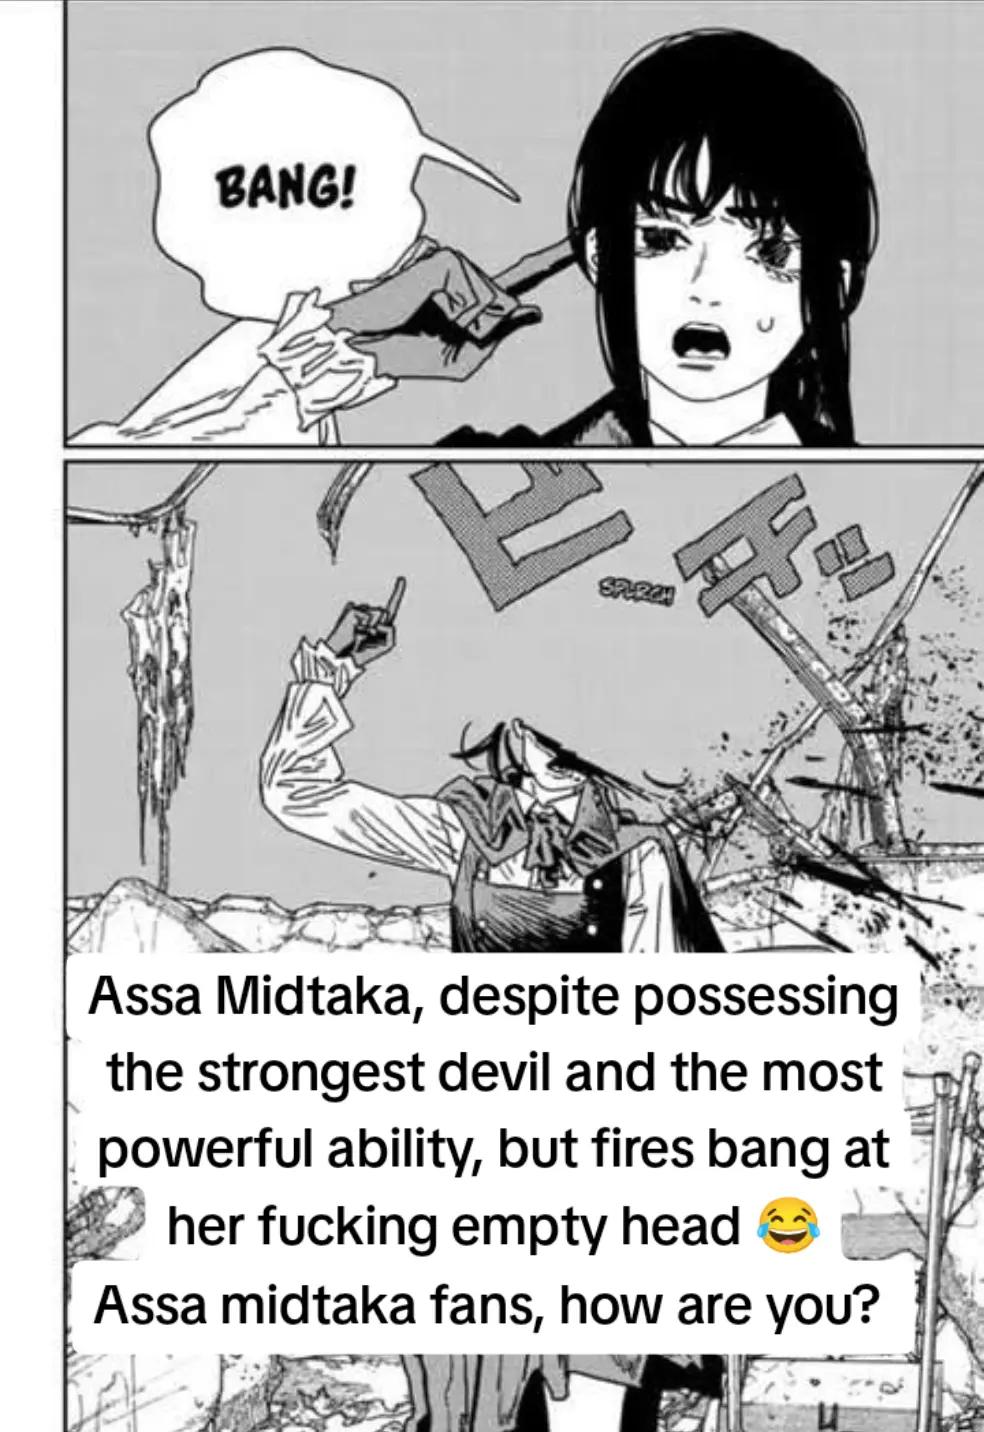 BANG!
ビチッ
SPLRCH
Assa Midtaka, despite possessing
the strongest devil and the most
powerful ability, but fires bang at
her fucking empty head 😂
Assa midtaka fans, how are you?